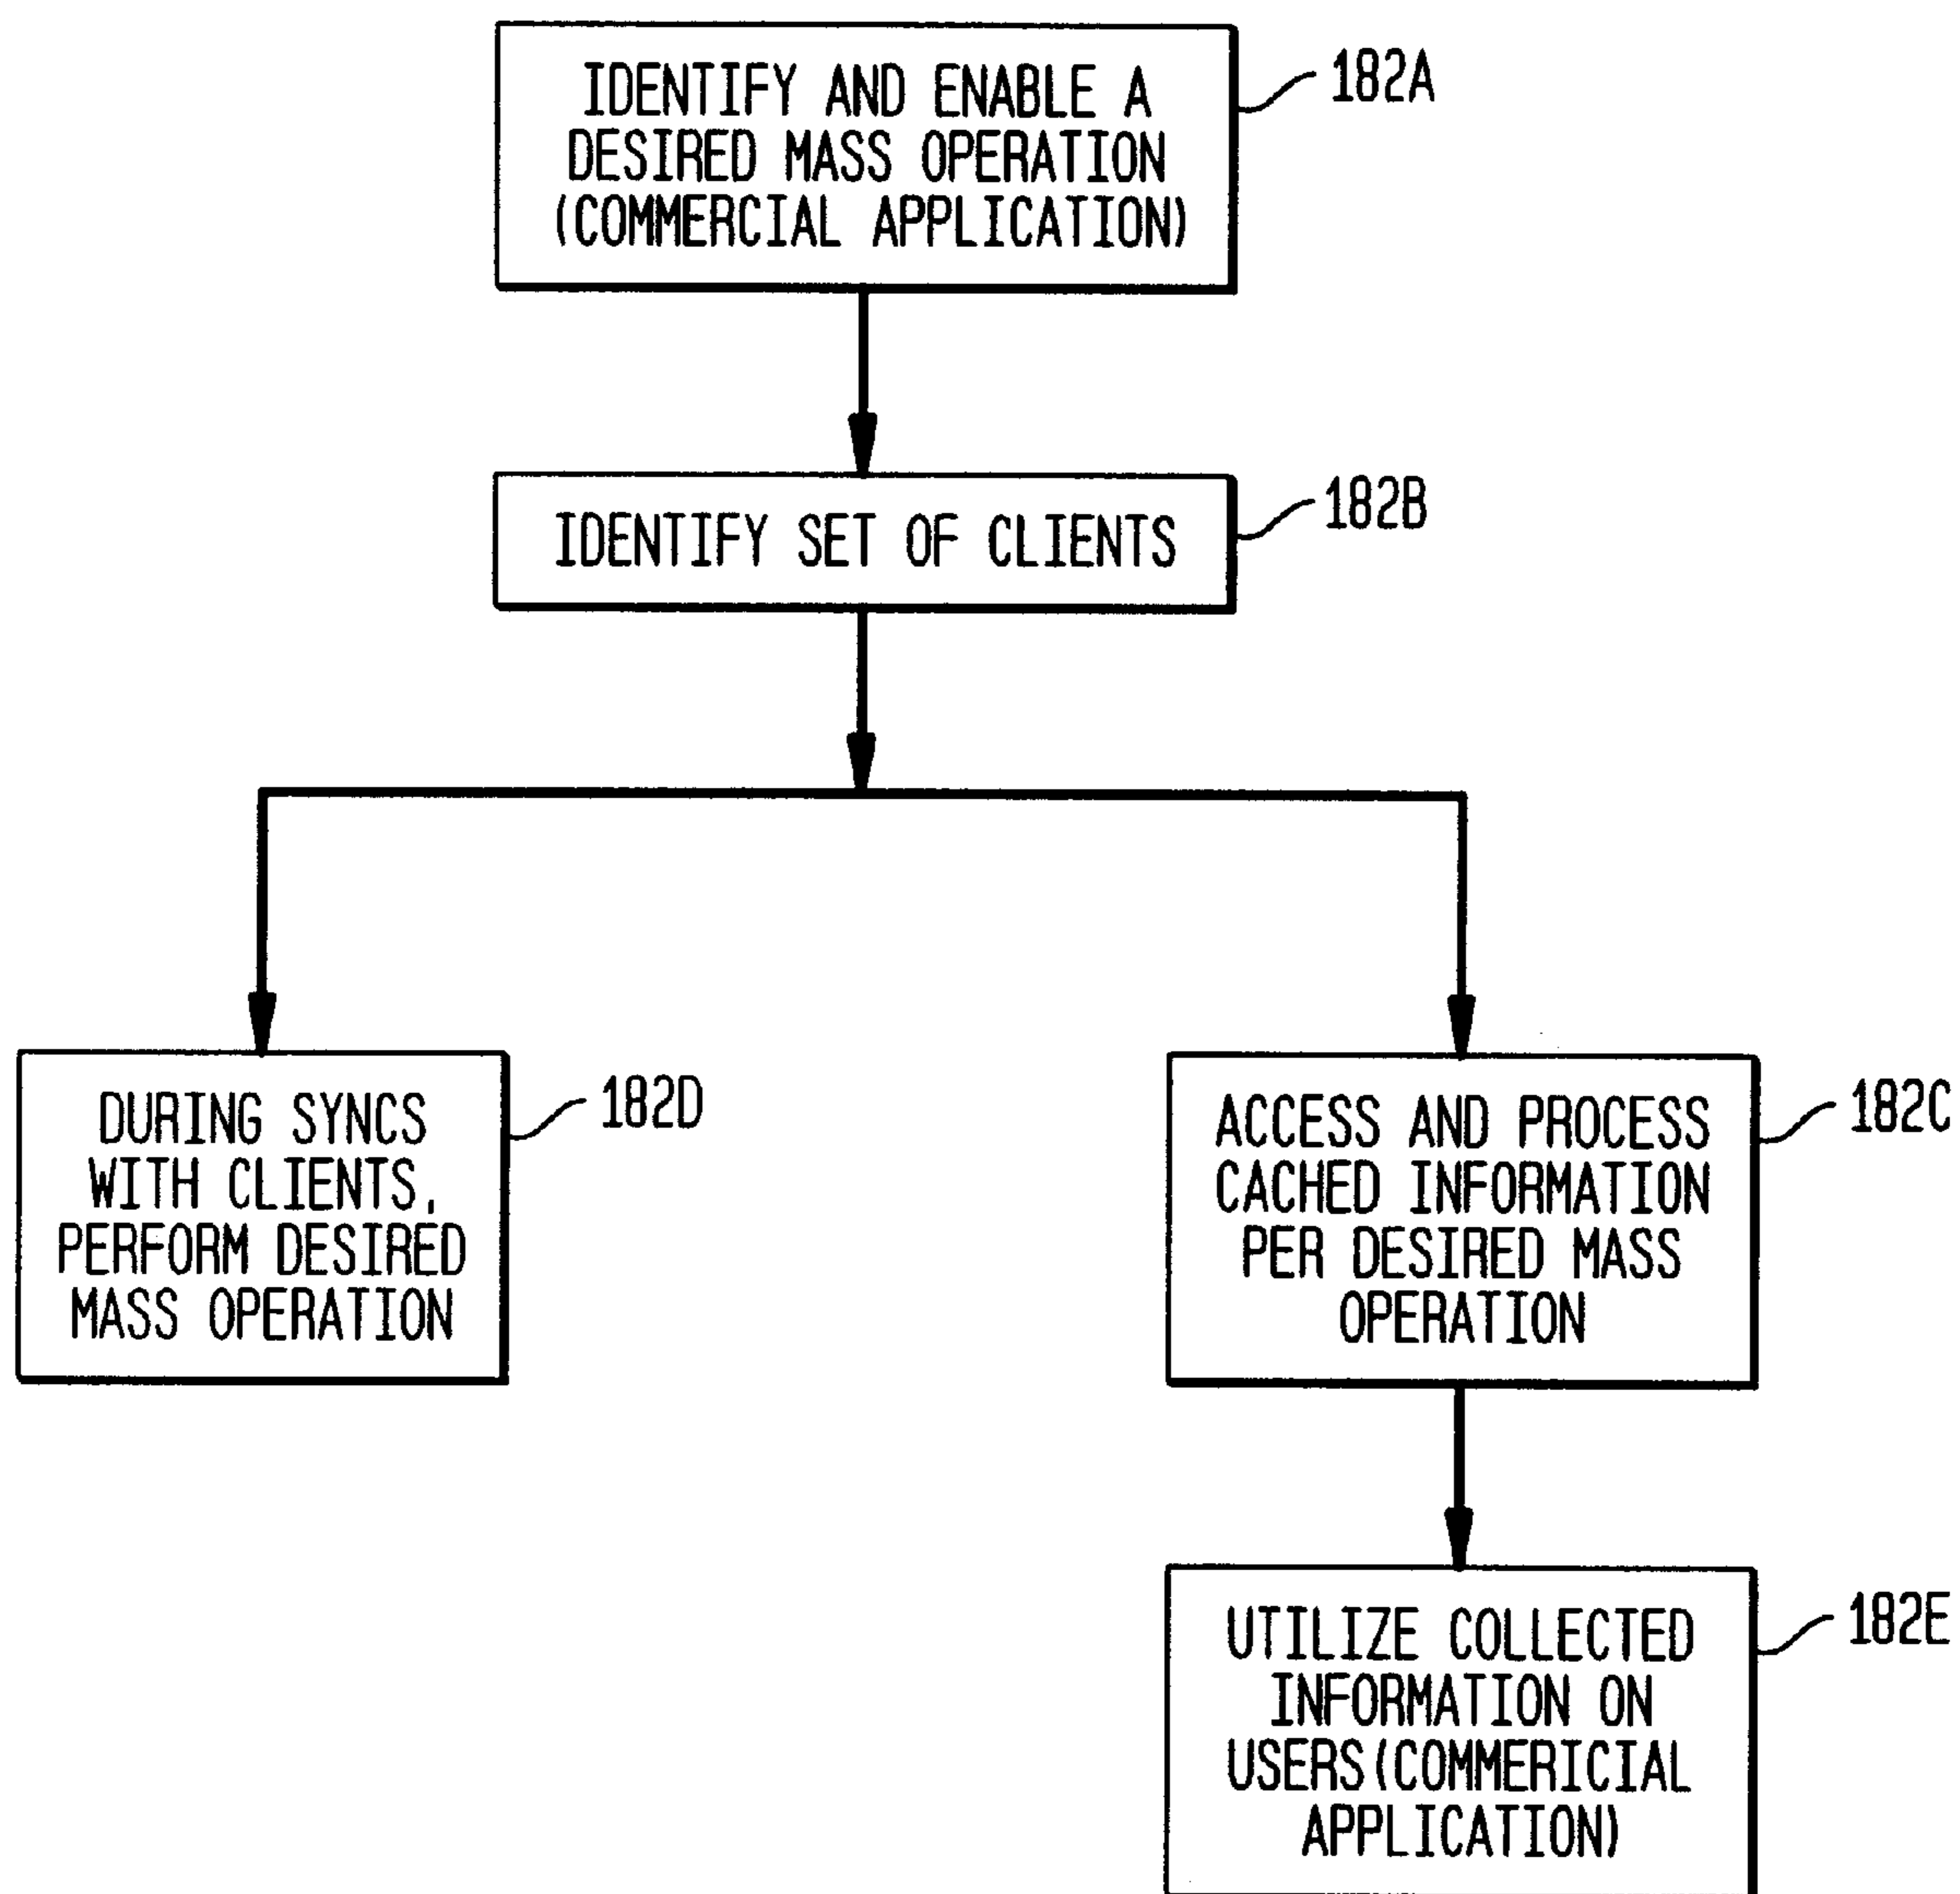 IDENTIFY AND ENABLE A
DESIRED MASS OPERATION
(COMMERCIAL APPLICATION)
182A
IDENTIFY SET OF CLIENTS
182B
DURING SYNCS
WITH CLIENTS,
PERFORM DESIRED
MASS OPERATION
182D
ACCESS AND PROCESS
CACHED INFORMATION
PER DESIRED MASS
OPERATION
182C
UTILIZE COLLECTED
INFORMATION ON
USERS(COMMERICIAL
APPLICATION)
182E